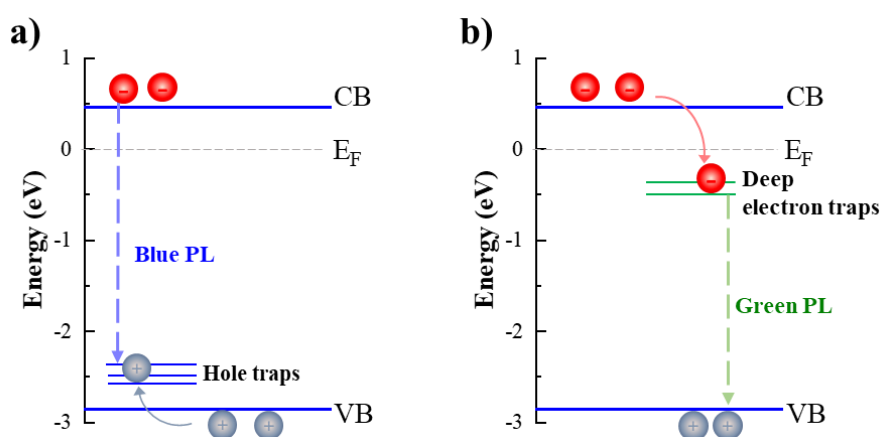 a)
1
0
-1
-2
-3
Energy (eV)
CB
E_F
Blue PL
Hole traps
VB
-
-
+
+
+
b)
1
0
-1
-2
-3
Energy (eV)
CB
E_F
Deep
electron traps
Green PL
VB
-
-
-
+
+